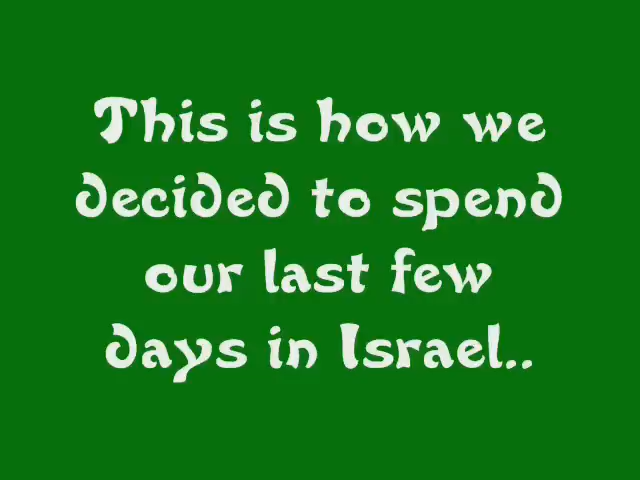 This is how we
decided to spend
our last few
days in Israel..